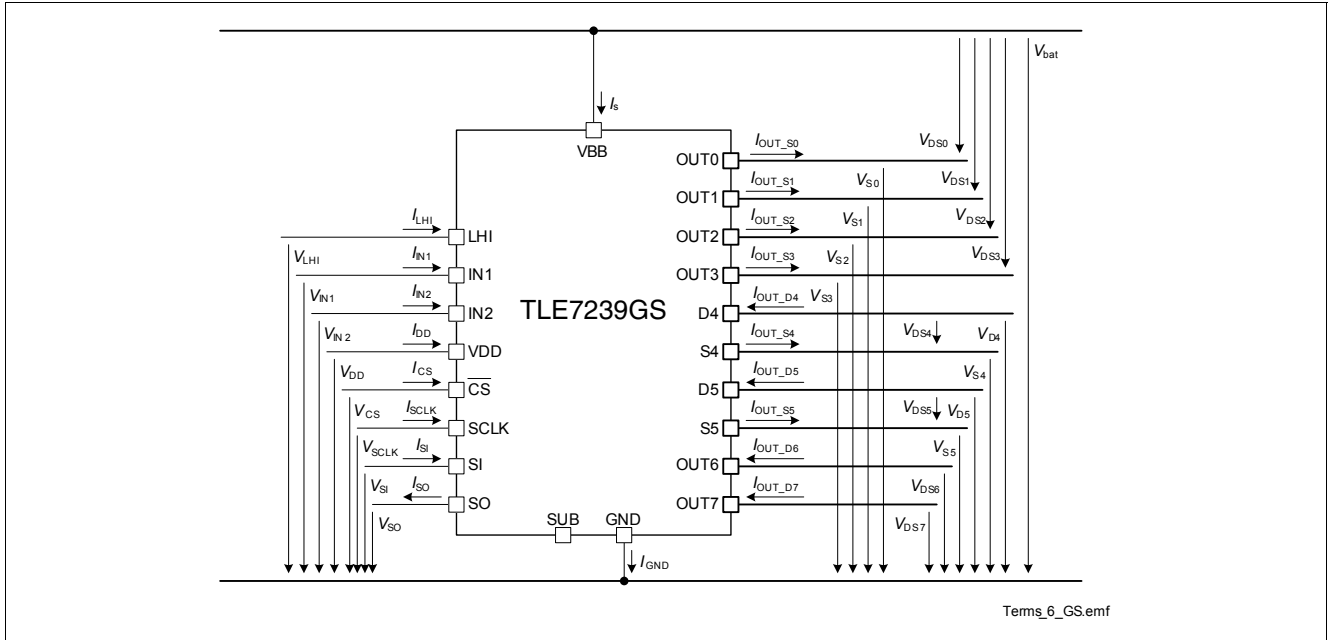 Vbat
Is
VBB
OUT0 IOUT_S0 VDS0
OUT1 IOUT_S1 VS0 VDS1
ILHI LHI OUT2 IOUT_S2 VS1 VDS2
VLHI IIN1 IN1 OUT3 IOUT_S3 VS2 VDS3
VIN1 IIN2 IN2 TLE7239GS D4 IOUT_D4 VS3
VIN2 IDD VDD S4 IOUT_S4 VDS4 VD4
VDD ICS CS D5 IOUT_D5 VS4
VCS ISCLK SCLK S5 IOUT_S5 VDS5 VD5
VSCLK ISI SI OUT6 IOUT_D6 VS5
VSI ISO SO OUT7 IOUT_D7 VDS6
VSO SUB GND VDS7
IGND
Terms_6_GS.emf